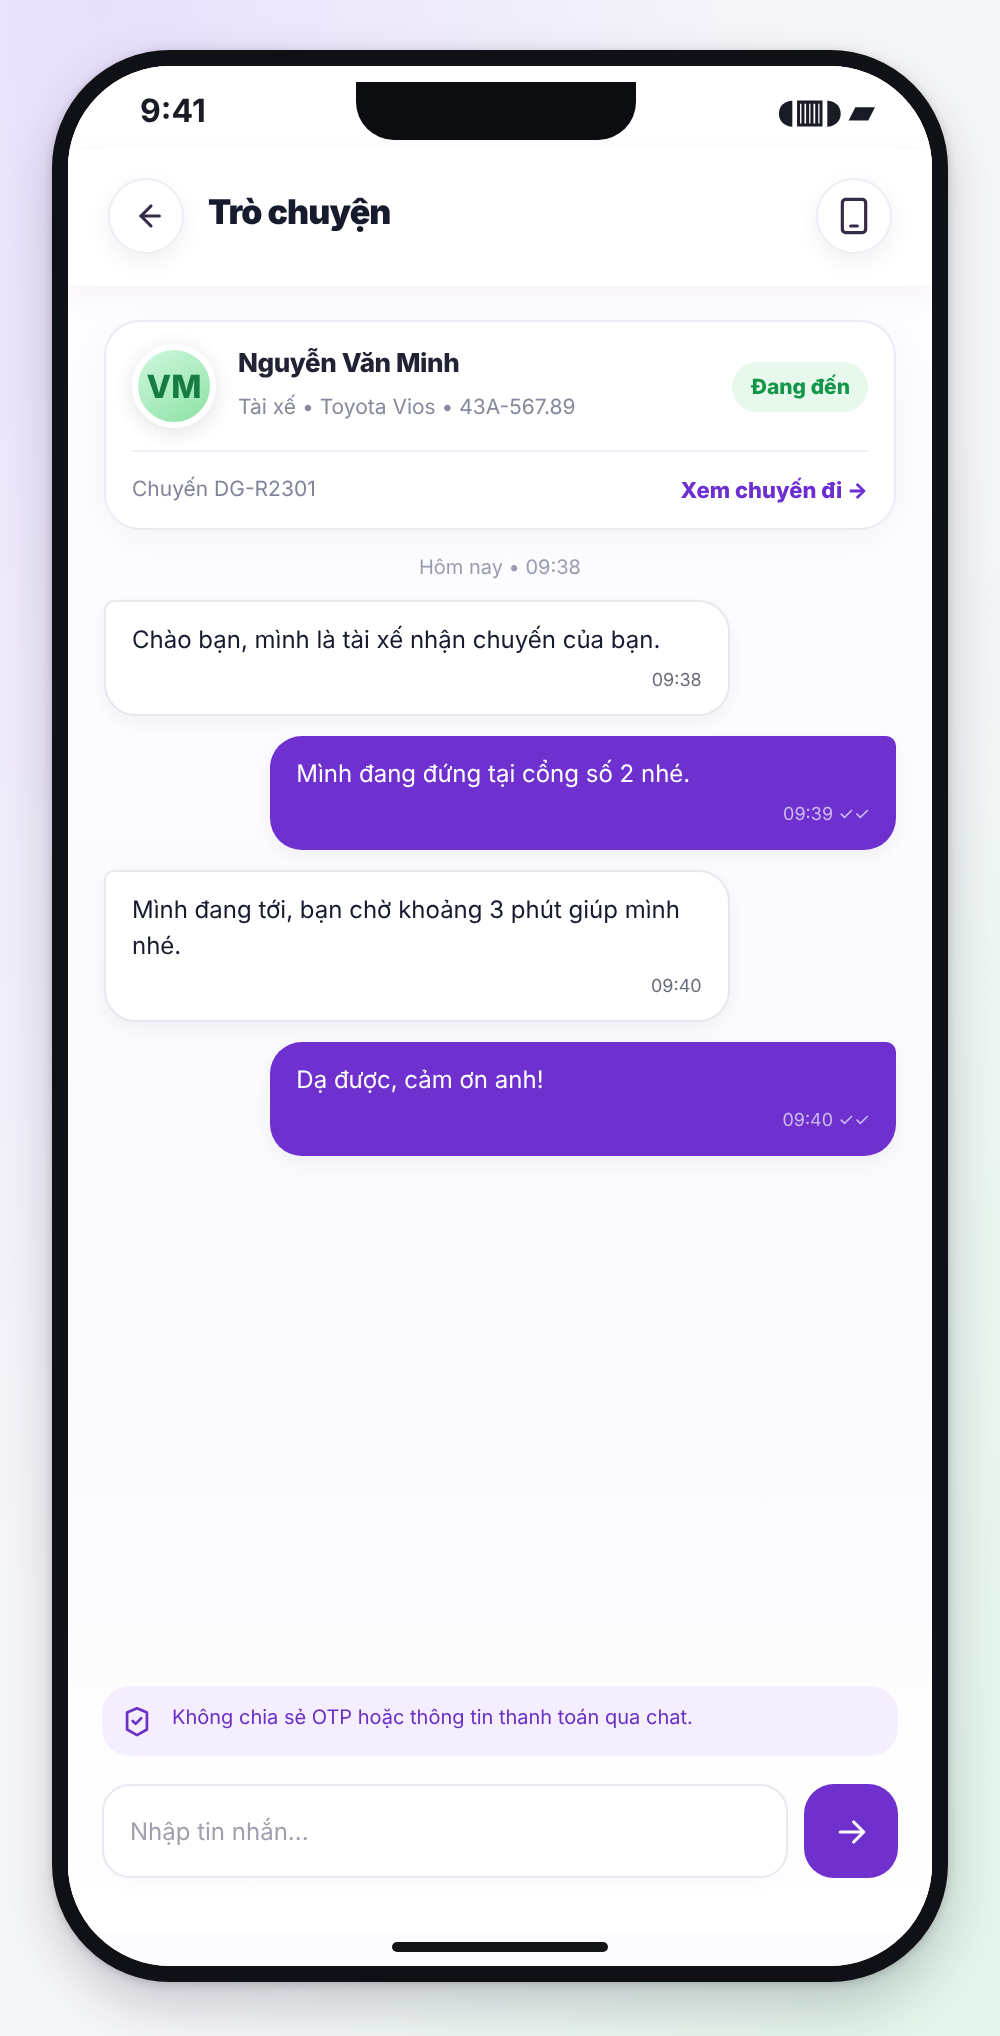 9:41
Trò chuyện
VM
Nguyễn Văn Minh
Tài xế • Toyota Vios • 43A-567.89
Đang đến
Chuyến DG-R2301
Xem chuyến đi →
Hôm nay • 09:38
Chào bạn, mình là tài xế nhận chuyến của bạn.
09:38
Mình đang đứng tại cổng số 2 nhé.
09:39 ✓✓
Mình đang tới, bạn chờ khoảng 3 phút giúp mình
nhé.
09:40
Dạ được, cảm ơn anh!
09:40 ✓✓
Không chia sẻ OTP hoặc thông tin thanh toán qua chat.
Nhập tin nhắn...